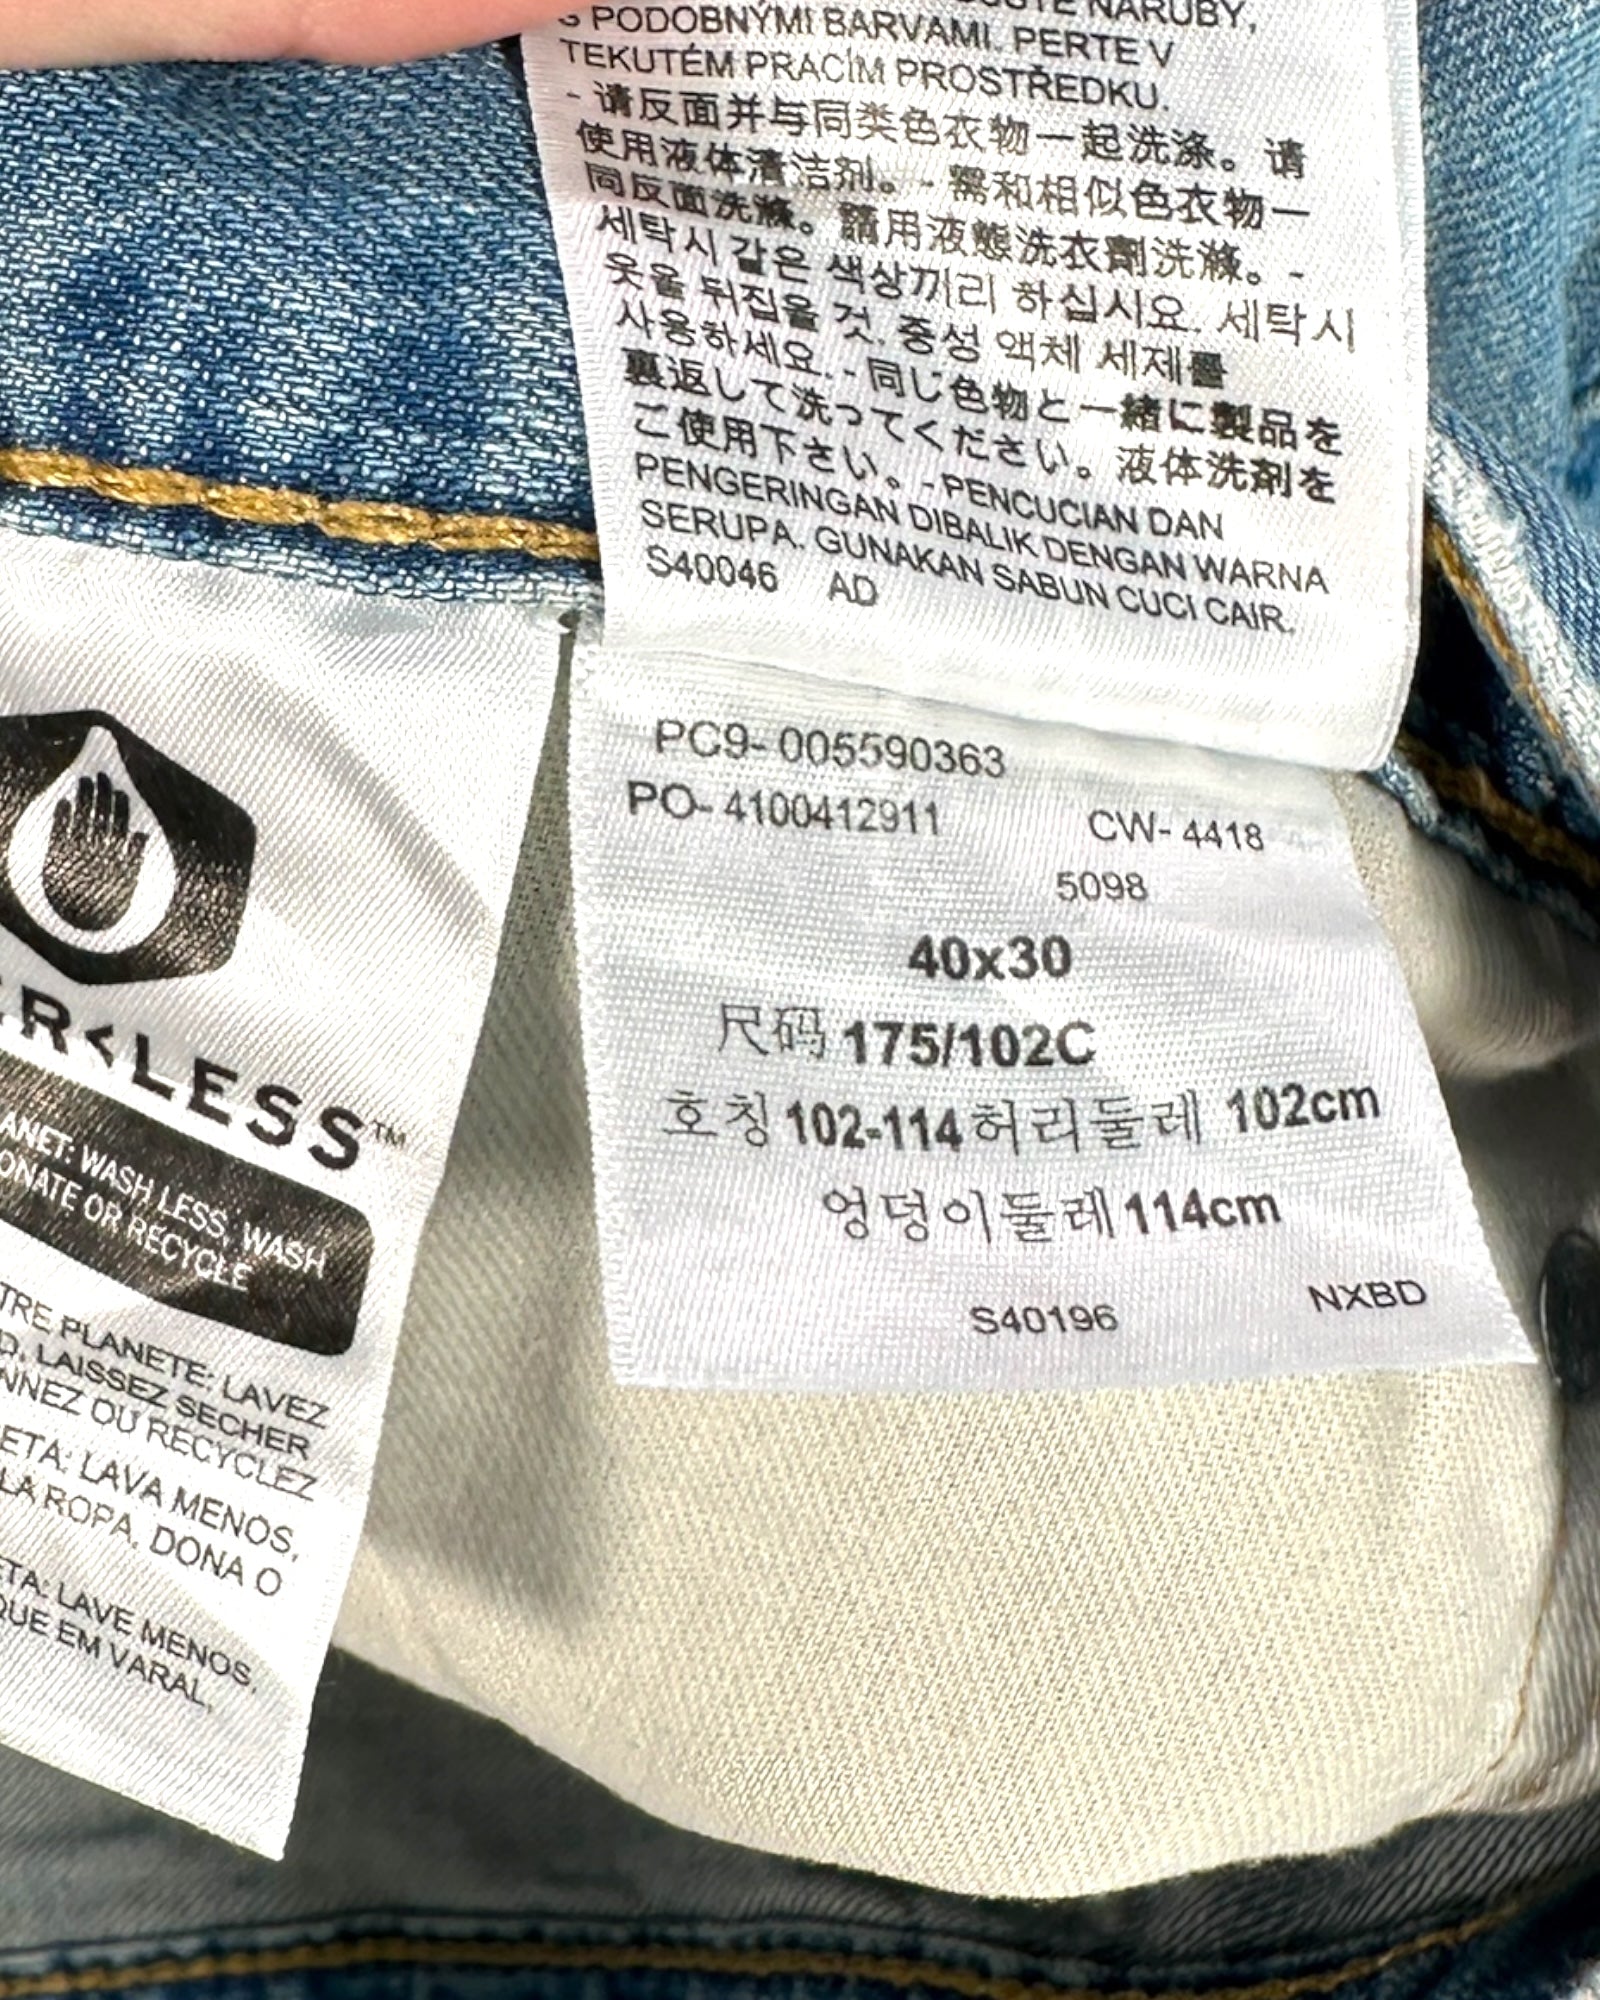 NARUBY,
S PODOBNÝMI BARVAMI. PERTE V
TEKUTÉM PRACÍM PROSTŘEDKU.
- 请反面并与同类色衣物一起洗涤。请
使用液体清洁剂。- 需和相似色衣物一
同反面洗滌。請用液態洗衣劑洗滌。-
세탁시 같은 색상끼리 하십시요. 세탁시
옷을 뒤집을 것. 중성 액체 세제를
사용하세요. - 同じ色物と一緒に製品を
裏返して洗ってください。液体洗剤を
ご使用下さい。- PENCUCIAN DAN
PENGERINGAN DIBALIK DENGAN WARNA
SERUPA. GUNAKAN SABUN CUCI CAIR.
S40046 AD
PC9- 005590363
PO- 4100412911 CW- 4418
5098
40x30
尺码 175/102C
호칭 102-114 허리둘레 102cm
엉덩이둘레 114cm
S40196 NXBD
R<LESS™
ANET: WASH LESS, WASH
ONATE OR RECYCLE
TRE PLANETE: LAVEZ
D, LAISSEZ SECHER
NNEZ OU RECYCLEZ
ETA: LAVA MENOS,
LA ROPA, DONA O
ETA: LAVE MENOS,
QUE EM VARAL,